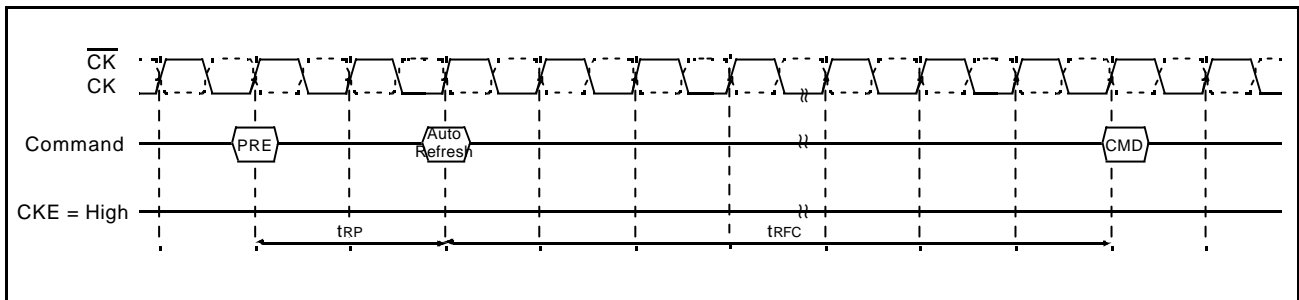 CK
CK
Command
PRE
Auto
Refresh
CMD
CKE = High
tRP
tRFC